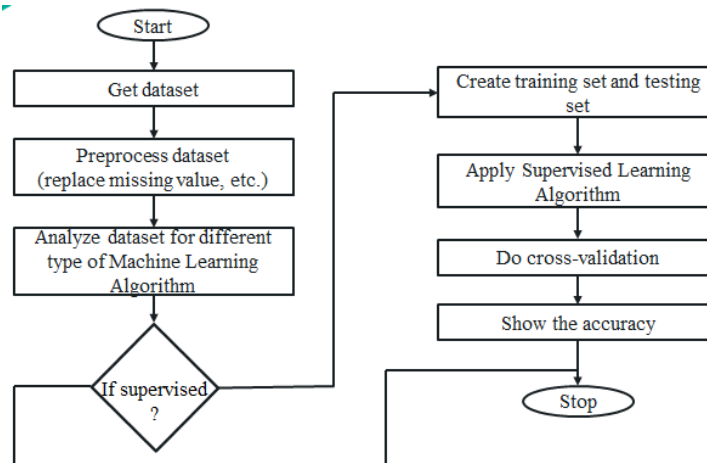 Start
Get dataset
Preprocess dataset
(replace missing value, etc.)
Analyze dataset for different
type of Machine Learning
Algorithm
If supervised
?
Create training set and testing
set
Apply Supervised Learning
Algorithm
Do cross-validation
Show the accuracy
Stop